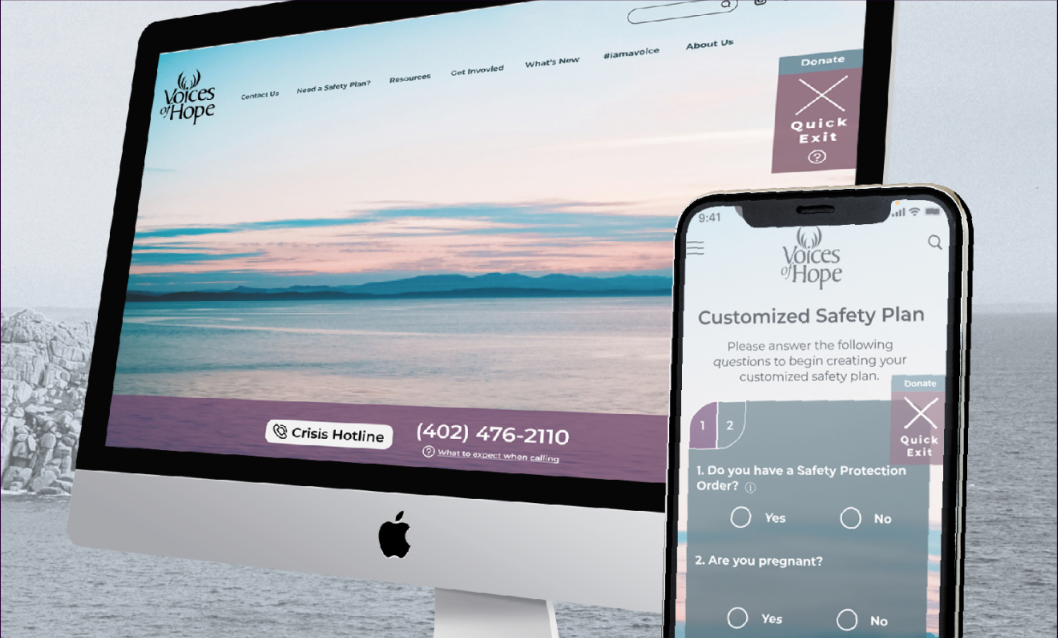 Voices
of Hope
Contact Us
Need a Safety Plan?
Resources
Get Invovled
What's New
#iamavoice
About Us
Donate
Quick
Exit
?
Crisis Hotline
(402) 476-2110
? What to expect when calling
9:41
Voices
of Hope
Customized Safety Plan
Please answer the following
questions to begin creating your
customized safety plan.
Donate
Quick
Exit
1
2
1. Do you have a Safety Protection
Order? i
Yes
No
2. Are you pregnant?
Yes
No